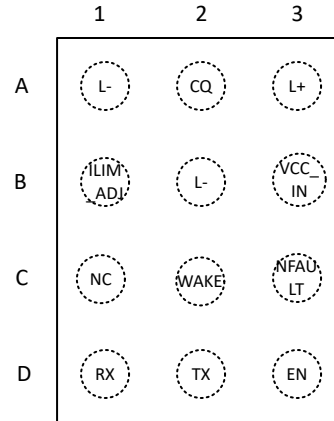 1 2 3
A L- CQ L+
B ILIM
_ADJ L- VCC_
IN
C NC WAKE NFAU
LT
D RX TX EN